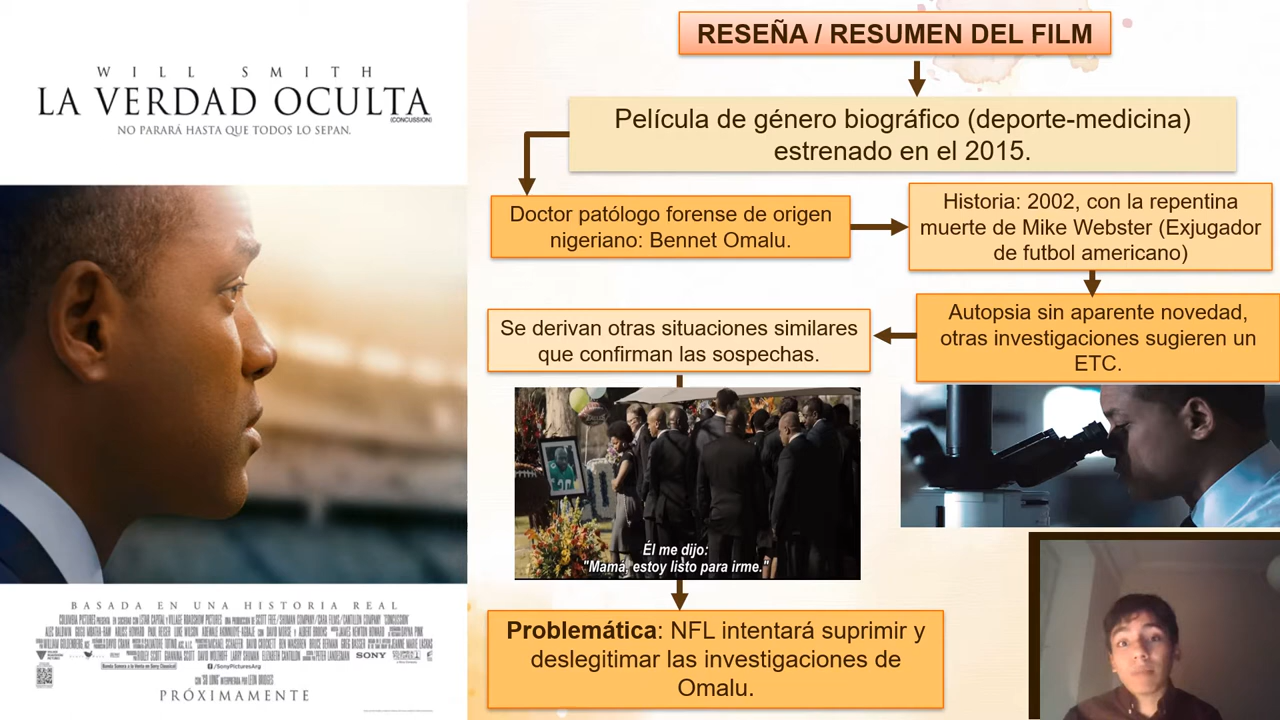 WILL SMITH
LA VERDAD OCULTA
(CONCUSSION)
NO PARARÁ HASTA QUE TODOS LO SEPAN.
BASADA EN UNA HISTORIA REAL
SONY
/SonyPicturesArg
PRÓXIMAMENTE
RESEÑA / RESUMEN DEL FILM
Película de género biográfico (deporte-medicina)
estrenado en el 2015.
Doctor patólogo forense de origen
nigeriano: Bennet Omalu.
Historia: 2002, con la repentina
muerte de Mike Webster (Exjugador
de futbol americano)
Autopsia sin aparente novedad,
otras investigaciones sugieren un
ETC.
Se derivan otras situaciones similares
que confirman las sospechas.
Él me dijo:
"Mamá, estoy listo para irme."
Problemática: NFL intentará suprimir y
deslegitimar las investigaciones de
Omalu.